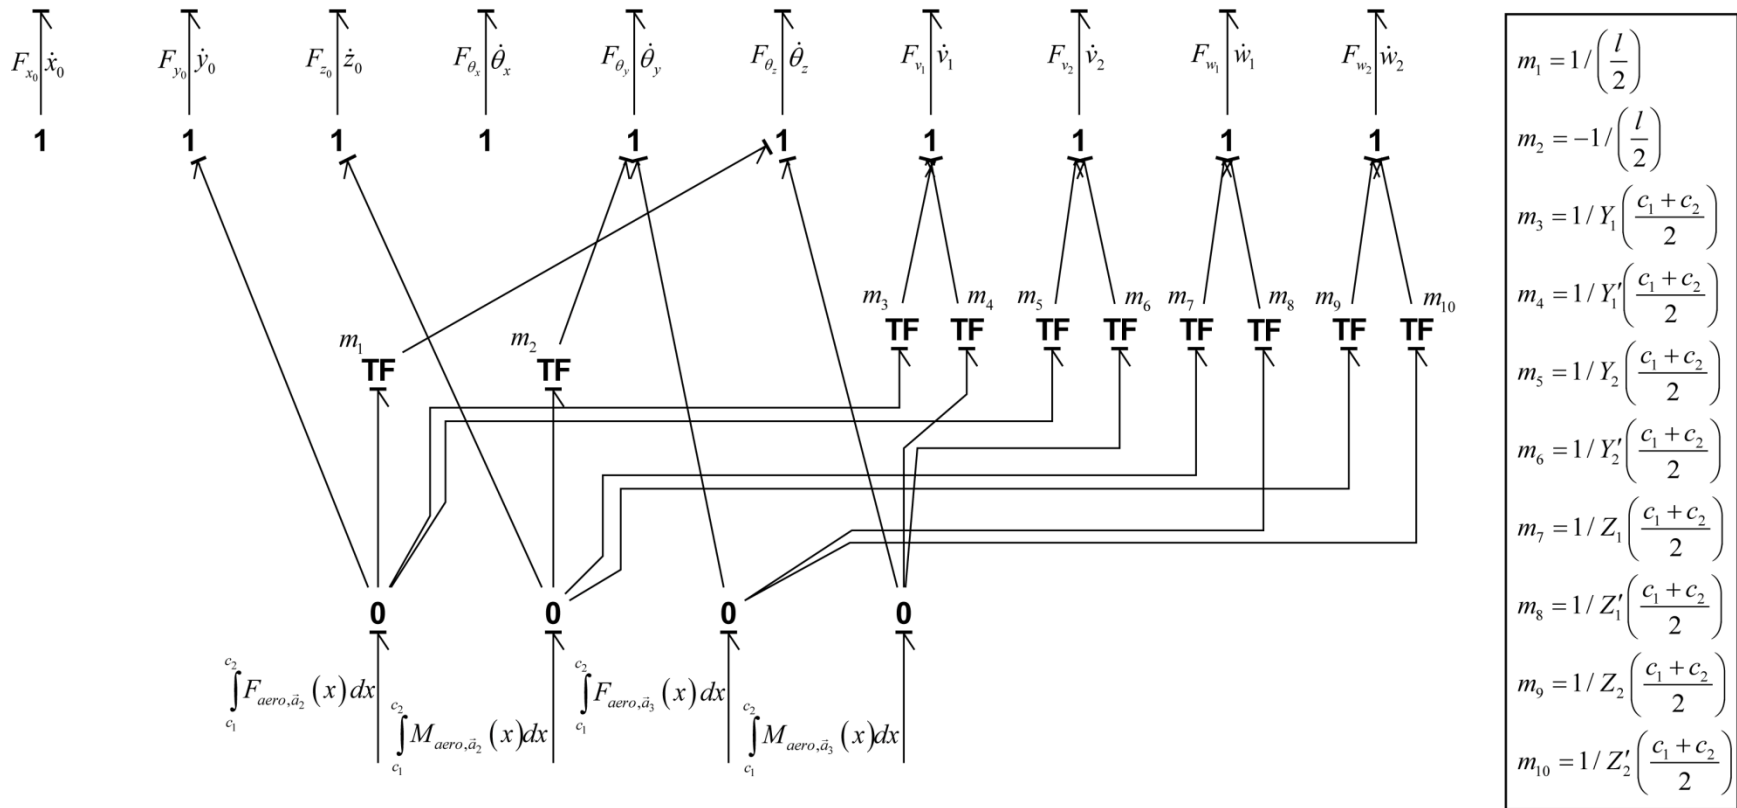 F_{x_0} ẋ_0 F_{y_0} ẏ_0 F_{z_0} ż_0 F_{θ_x} θ̇_x F_{θ_y} θ̇_y F_{θ_z} θ̇_z F_{v_1} v̇_1 F_{v_2} v̇_2 F_{w_1} ẇ_1 F_{w_2} ẇ_2
1 1 1 1 1 1 1 1 1 1
m_3 m_4 m_5 m_6 m_7 m_8 m_9 m_{10}
TF TF TF TF TF TF TF TF
m_1 m_2
TF TF
0 0 0 0
∫_{c_1}^{c_2} F_{aero,a⃗_2}(x)dx ∫_{c_1}^{c_2} F_{aero,a⃗_3}(x)dx
∫_{c_1}^{c_2} M_{aero,a⃗_2}(x)dx ∫_{c_1}^{c_2} M_{aero,a⃗_3}(x)dx
m_1 = 1/(l/2)
m_2 = −1/(l/2)
m_3 = 1/Y_1((c_1 + c_2)/2)
m_4 = 1/Y_1′((c_1 + c_2)/2)
m_5 = 1/Y_2((c_1 + c_2)/2)
m_6 = 1/Y_2′((c_1 + c_2)/2)
m_7 = 1/Z_1((c_1 + c_2)/2)
m_8 = 1/Z_1′((c_1 + c_2)/2)
m_9 = 1/Z_2((c_1 + c_2)/2)
m_{10} = 1/Z_2′((c_1 + c_2)/2)